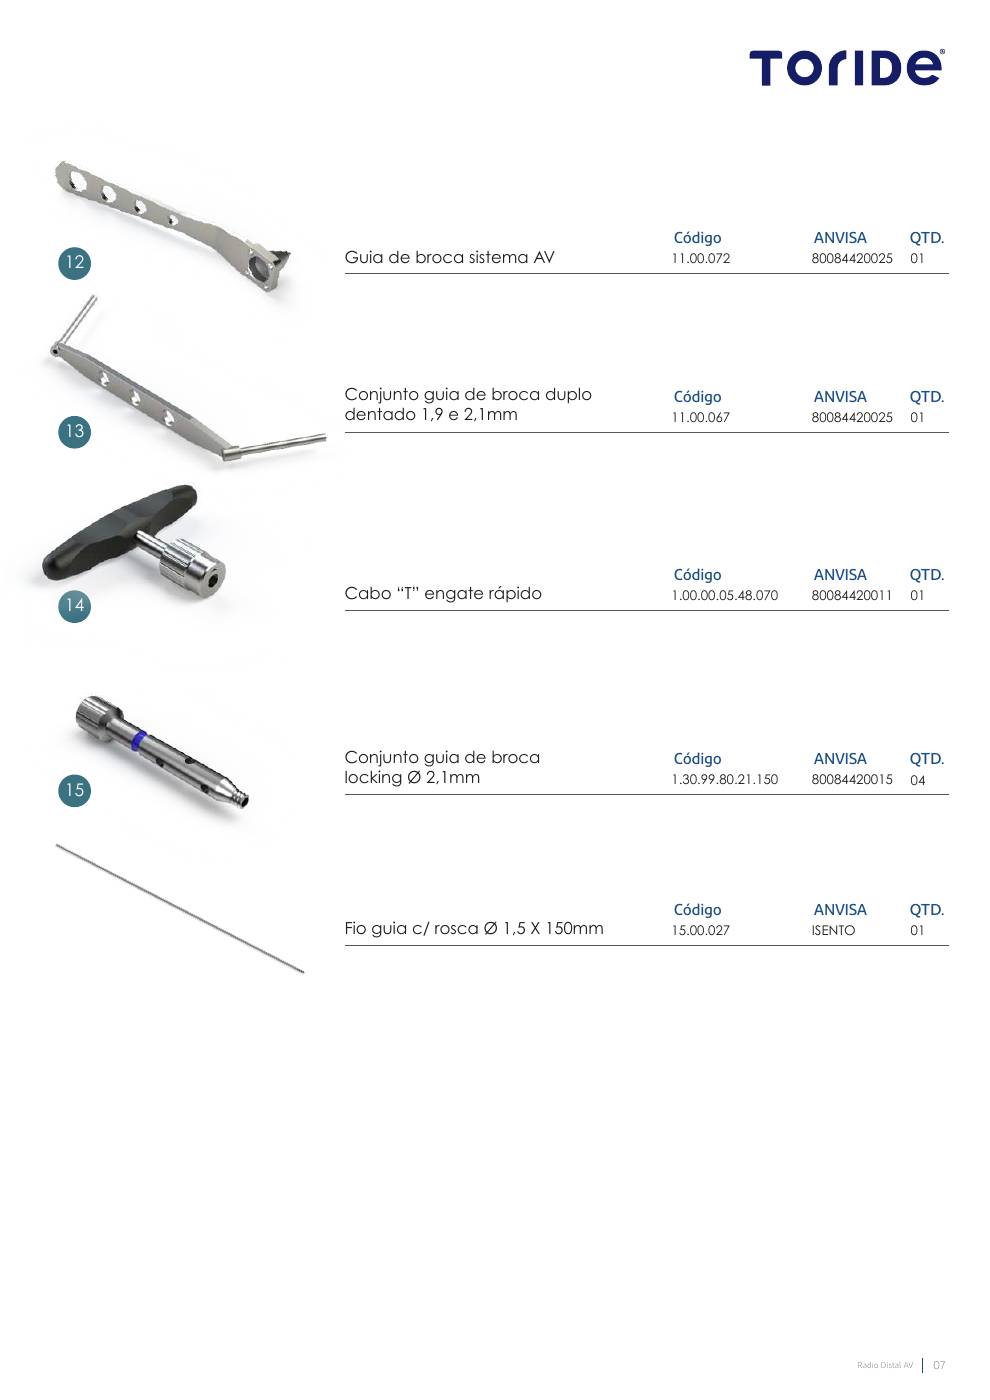 TORIDE®
12
Guia de broca sistema AV
Código ANVISA QTD.
11.00.072 80084420025 01
13
Conjunto guia de broca duplo
dentado 1,9 e 2,1mm
Código ANVISA QTD.
11.00.067 80084420025 01
14
Cabo “T” engate rápido
Código ANVISA QTD.
1.00.00.05.48.070 80084420011 01
15
Conjunto guia de broca
locking Ø 2,1mm
Código ANVISA QTD.
1.30.99.80.21.150 80084420015 04
Fio guia c/ rosca Ø 1,5 X 150mm
Código ANVISA QTD.
15.00.027 ISENTO 01
Radio Distal AV 07